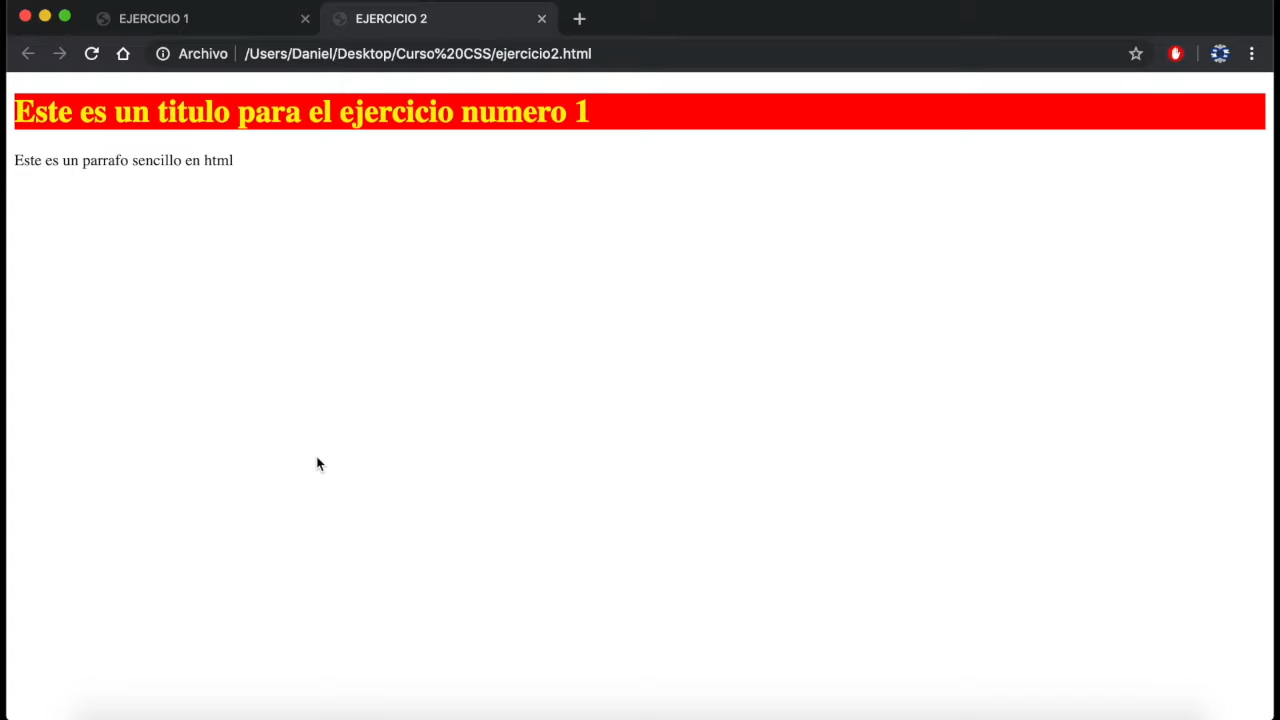 EJERCICIO 1
EJERCICIO 2
Archivo /Users/Daniel/Desktop/Curso%20CSS/ejercicio2.html
Este es un titulo para el ejercicio numero 1
Este es un parrafo sencillo en html